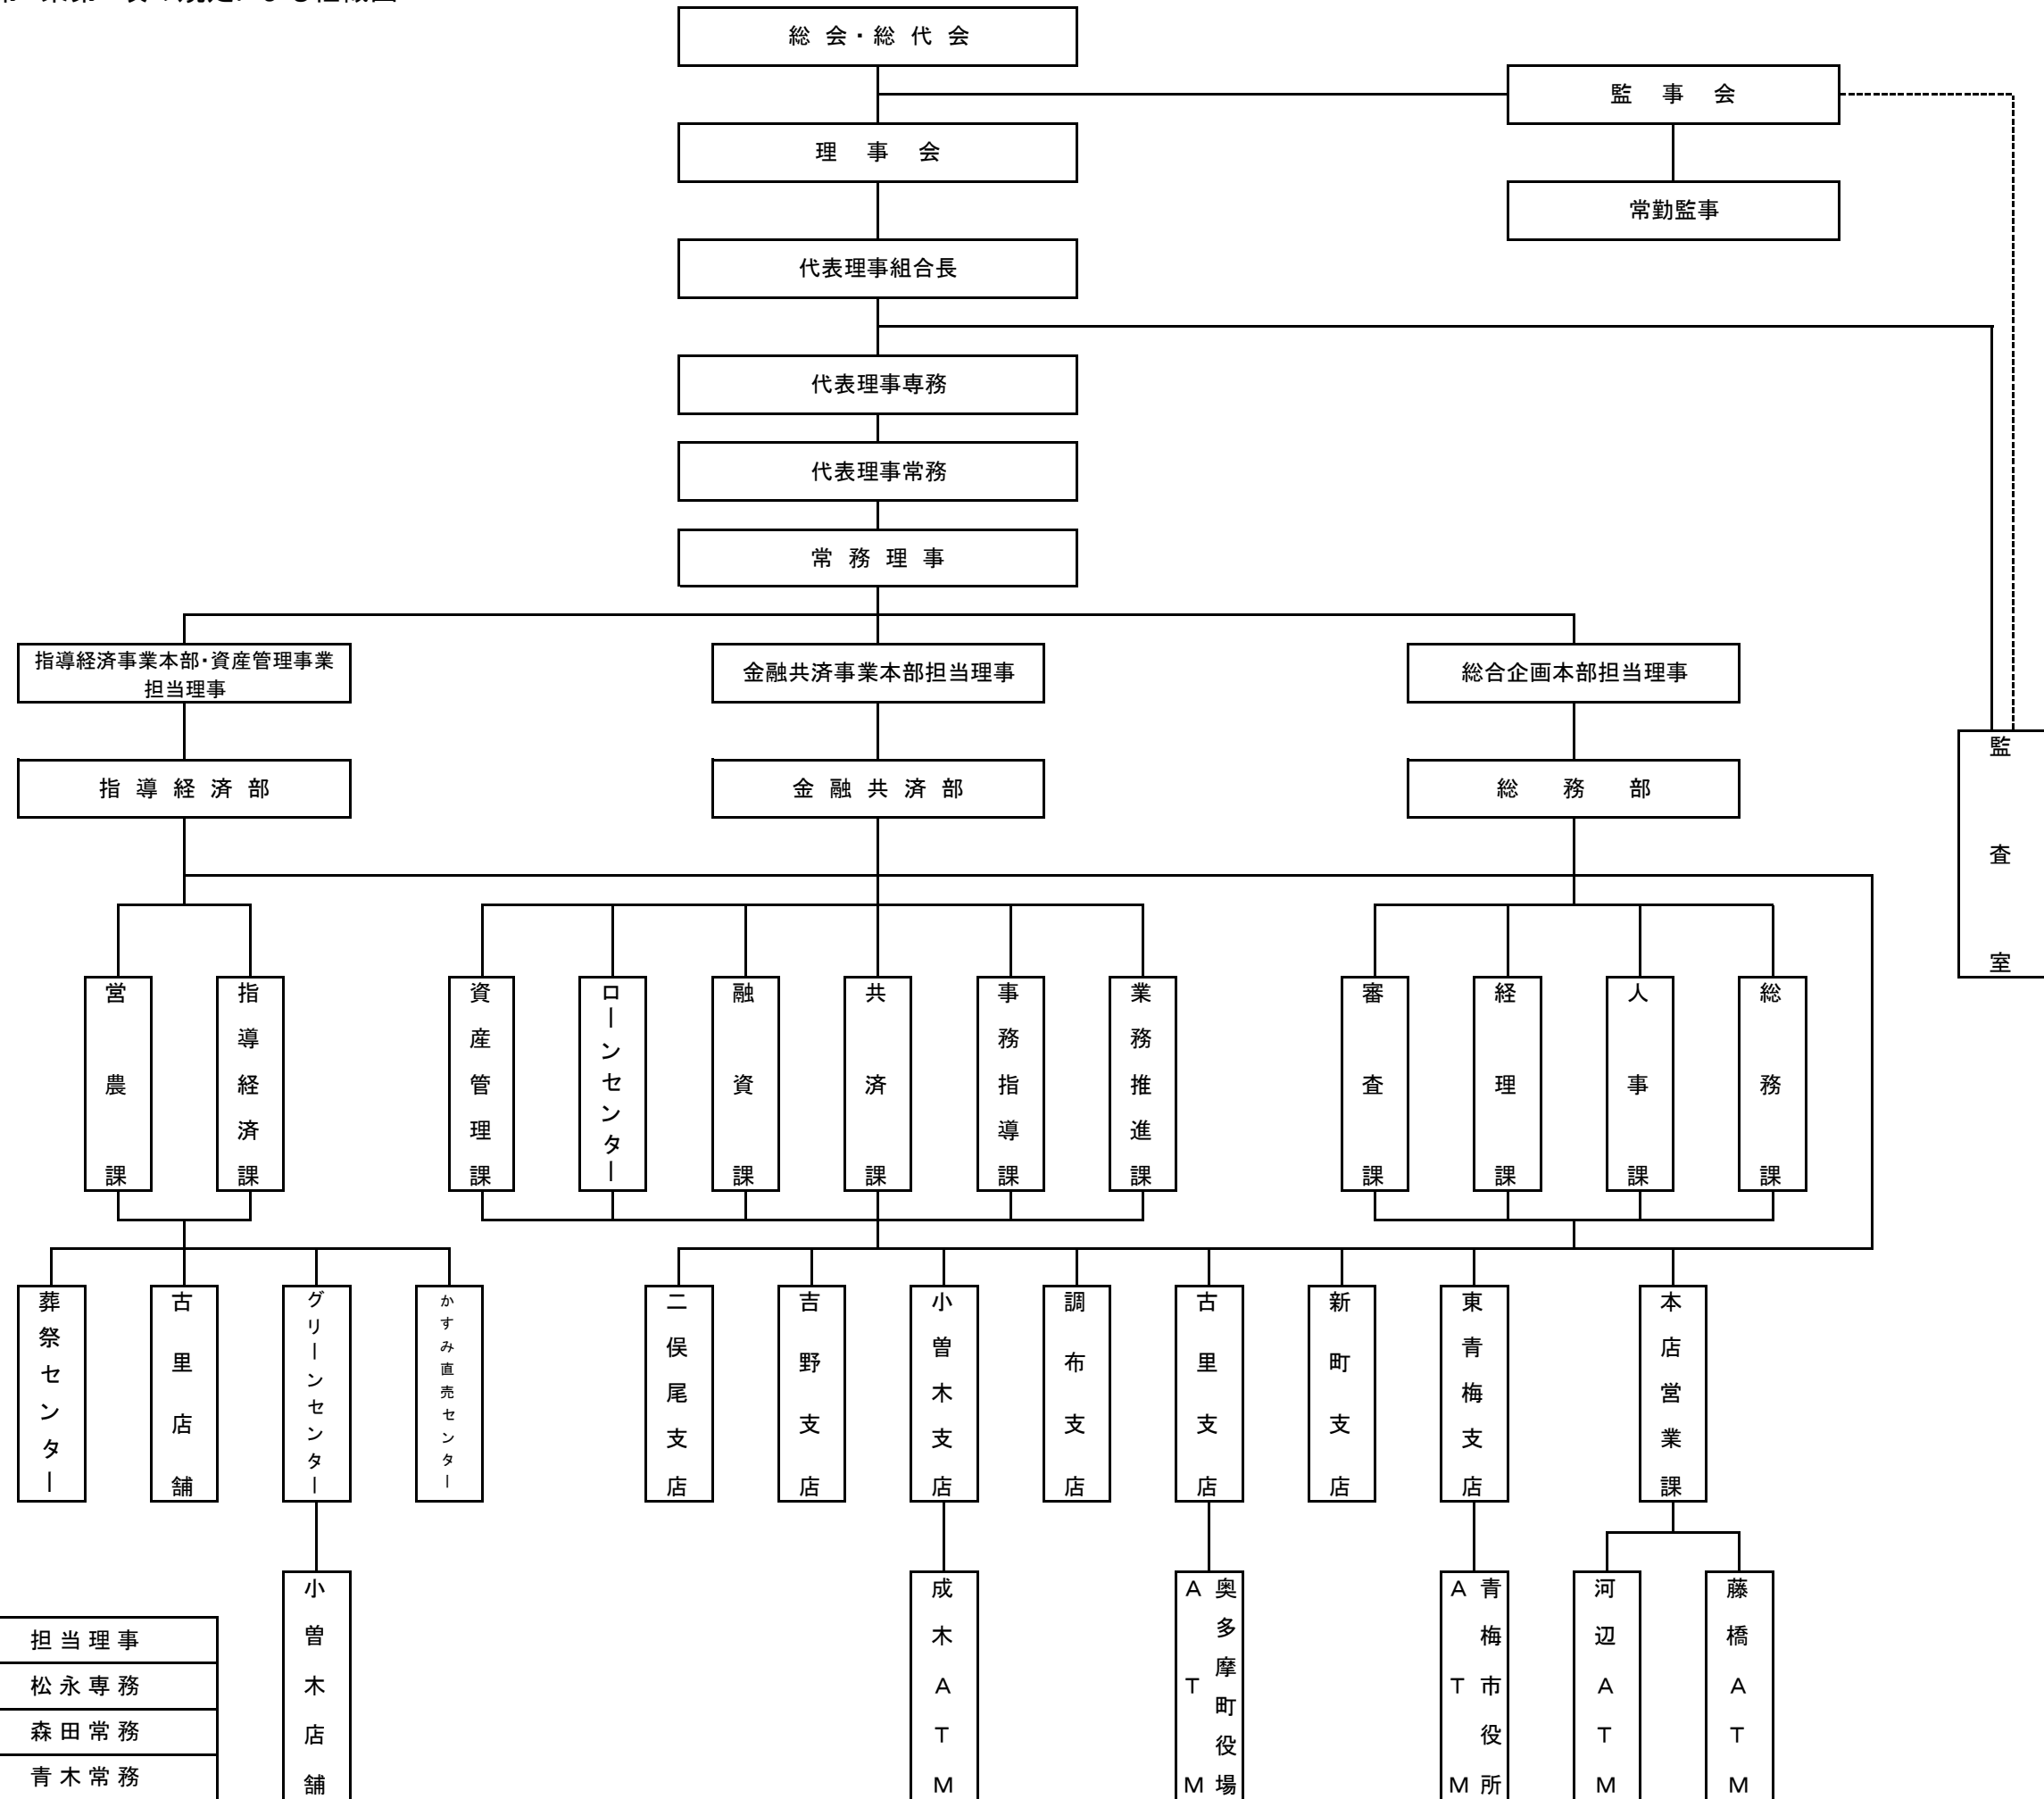 総会・総代会
監事会
理事会
常勤監事
代表理事組合長
代表理事専務
代表理事常務
常務理事
指導経済事業本部・資産管理事業
担当理事
金融共済事業本部担当理事
総合企画本部担当理事
指導経済部
金融共済部
総務部
監査室
営農課
指導経済課
資産管理課
ローンセンター
融資課
共済課
事務指導課
業務推進課
審査課
経理課
人事課
総務課
葬祭センター
古里店舗
グリーンセンター
かすみ直売センター
二俣尾支店
吉野支店
小曽木支店
調布支店
古里支店
新町支店
東青梅支店
本店営業課
小曽木店舗
成木ATM
奥多摩町役場
ATM
青梅市役所
ATM
河辺ATM
藤橋ATM
担当理事
松永専務
森田常務
青木常務